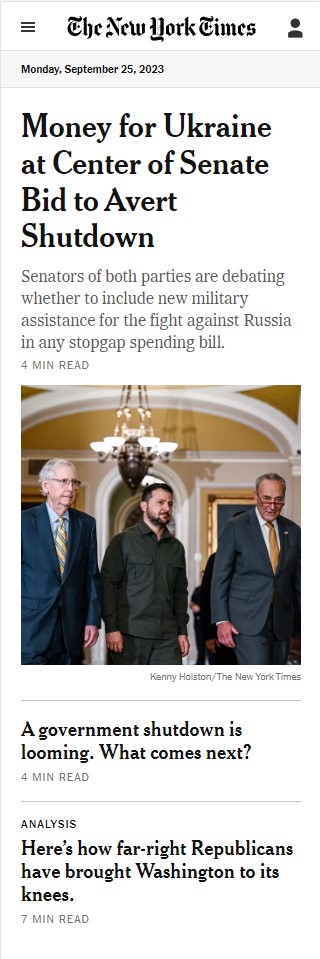 The New York Times
Monday, September 25, 2023
Money for Ukraine
at Center of Senate
Bid to Avert
Shutdown
Senators of both parties are debating
whether to include new military
assistance for the fight against Russia
in any stopgap spending bill.
4 MIN READ
Kenny Holston/The New York Times
A government shutdown is
looming. What comes next?
4 MIN READ
ANALYSIS
Here’s how far-right Republicans
have brought Washington to its
knees.
7 MIN READ